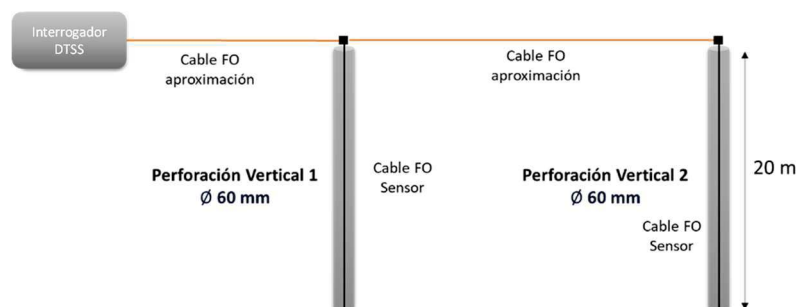 Interrogador
DTSS
Cable FO
aproximación
Cable FO
aproximación
Perforación Vertical 1
Ø 60 mm
Cable FO
Sensor
Perforación Vertical 2
Ø 60 mm
20 m
Cable FO
Sensor